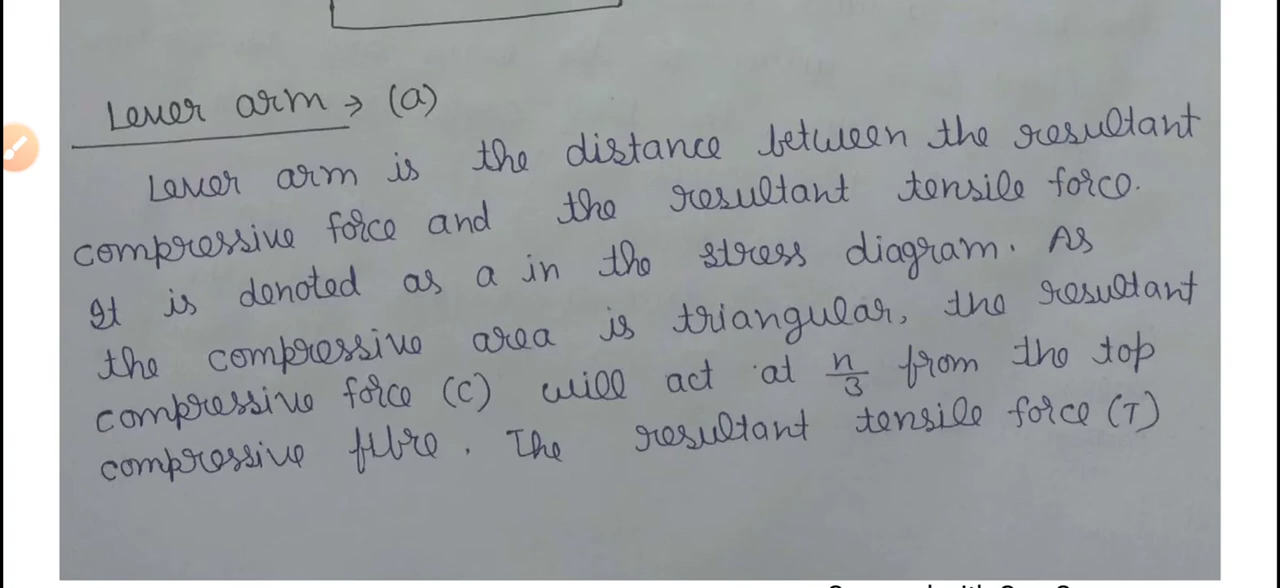 Lever arm → (a)
Lever arm is the distance between the resultant
compressive force and the resultant tensile force.
It is denoted as a in the stress diagram. As
the compressive area is triangular, the resultant
compressive force (C) will act at n/3 from the top
compressive fibre. The resultant tensile force (T)